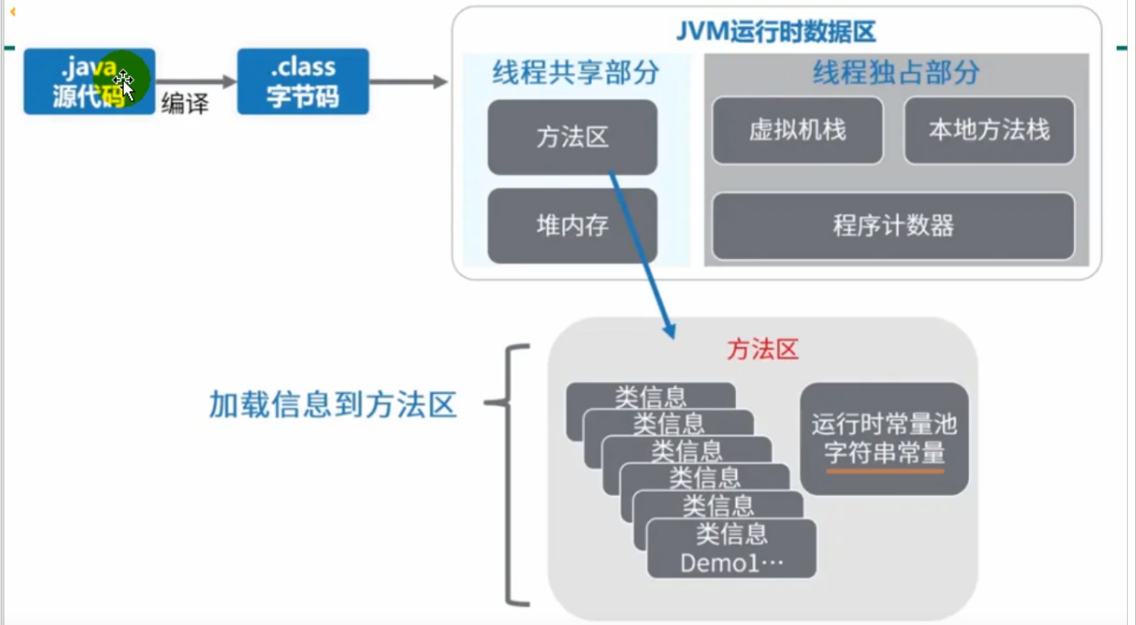 .java
源代码
编译
.class
字节码
JVM运行时数据区
线程共享部分
方法区
堆内存
线程独占部分
虚拟机栈
本地方法栈
程序计数器
加载信息到方法区
方法区
类信息
类信息
类信息
类信息
类信息
类信息
Demo1…
运行时常量池
字符串常量